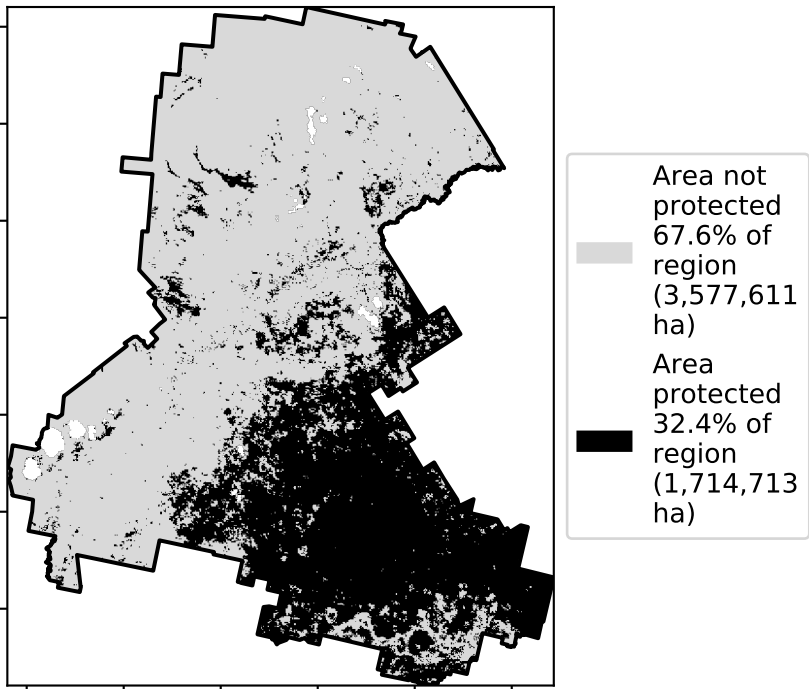 Area not
protected
67.6% of
region
(3,577,611
ha)
Area
protected
32.4% of
region
(1,714,713
ha)